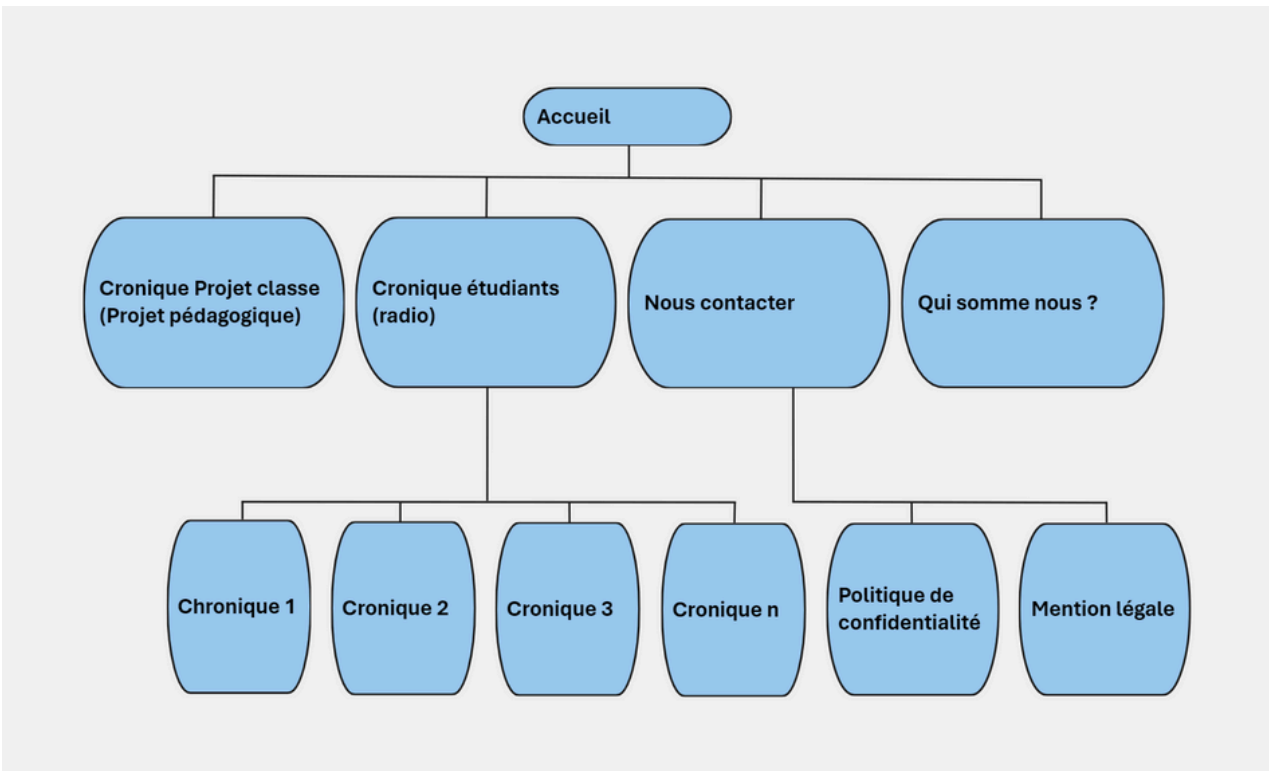 Accueil
Cronique Projet classe
(Projet pédagogique)
Cronique étudiants
(radio)
Nous contacter
Qui somme nous ?
Chronique 1
Cronique 2
Cronique 3
Cronique n
Politique de
confidentialité
Mention légale